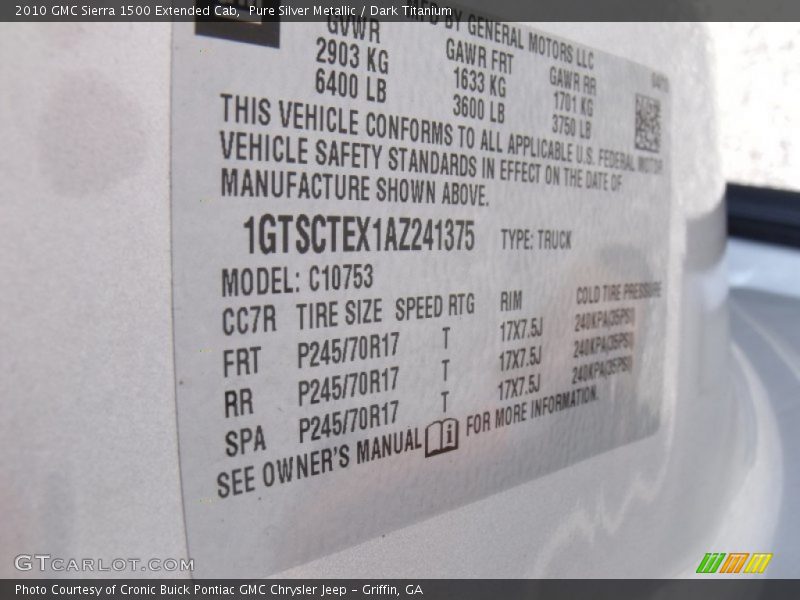 2010 GMC Sierra 1500 Extended Cab, Pure Silver Metallic / Dark Titanium
MFD BY GENERAL MOTORS LLC
GVWR GAWR FRT GAWR RR
2903 KG 1633 KG 1701 KG
6400 LB 3600 LB 3750 LB
THIS VEHICLE CONFORMS TO ALL APPLICABLE U.S. FEDERAL MOTOR
VEHICLE SAFETY STANDARDS IN EFFECT ON THE DATE OF
MANUFACTURE SHOWN ABOVE.
1GTSCTEX1AZ241375 TYPE: TRUCK
MODEL: C10753
CC7R TIRE SIZE SPEED RTG RIM COLD TIRE PRESSURE
FRT P245/70R17 T 17X7.5J 240KPA(35PSI)
RR P245/70R17 T 17X7.5J 240KPA(35PSI)
SPA P245/70R17 T 17X7.5J 240KPA(35PSI)
SEE OWNER'S MANUAL FOR MORE INFORMATION.
GTCARLOT.COM
Photo Courtesy of Cronic Buick Pontiac GMC Chrysler Jeep - Griffin, GA